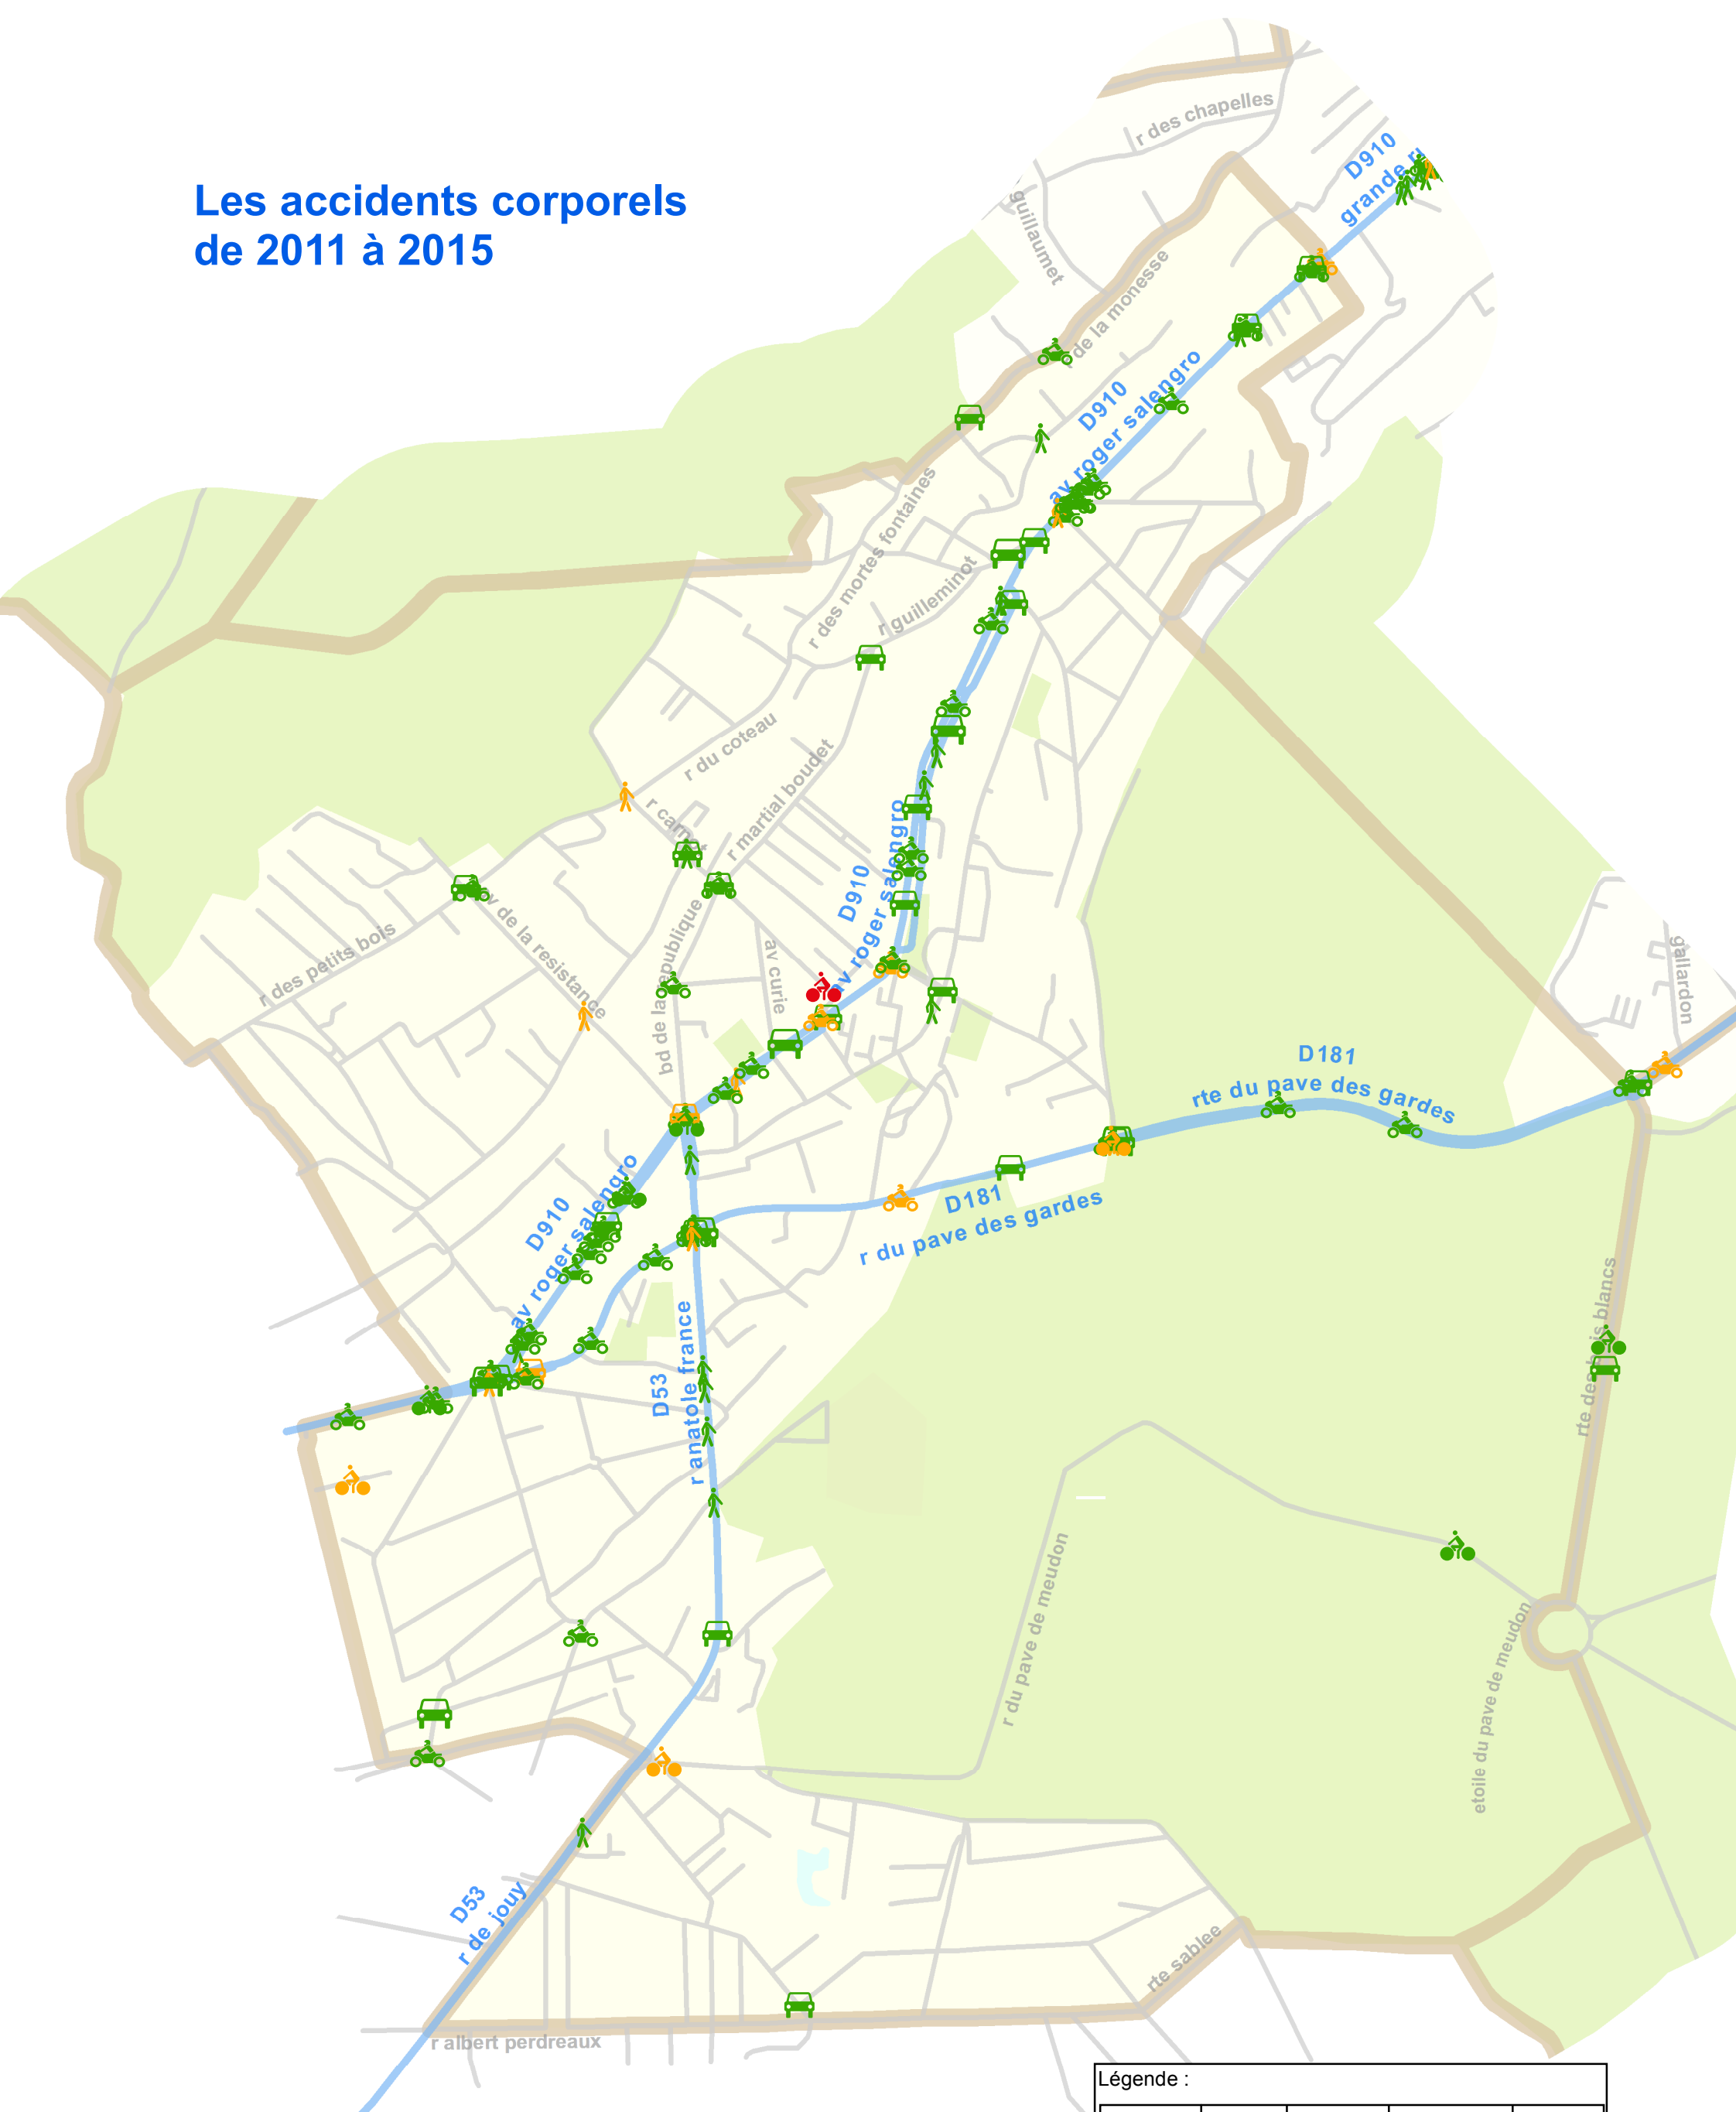 Les accidents corporels
de 2011 à 2015
r des chapelles
D910
grande r
guillaumet
de la monesse
D910
av roger salengro
r des mortes fontaines
r guilleminot
r du coteau
r martial boudet
D910
av roger salengro
r des petits bois
av de la resistance
bd de la republique
av curie
gallardon
D181
rte du pave des gardes
D181
r du pave des gardes
D910
av roger salengro
D53
r anatole france
rte des bois blancs
r du pave de meudon
etoile du pave de meudon
D53
r de jouy
rte sablee
r albert perdreaux
Légende :